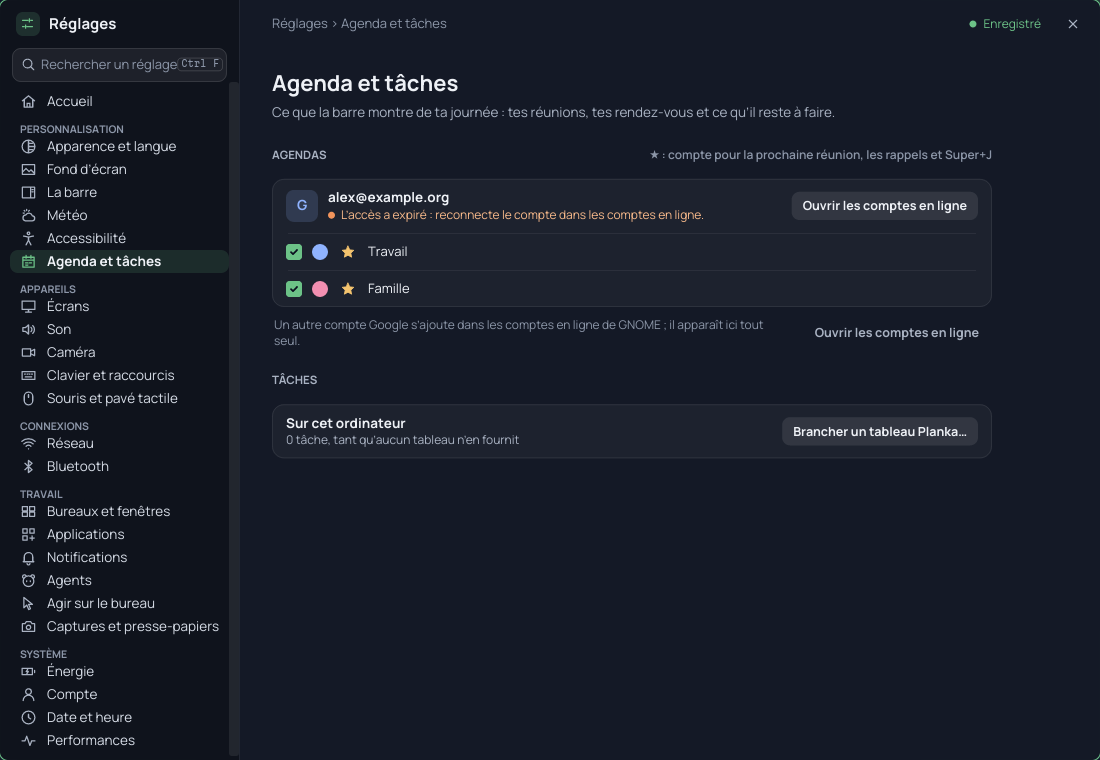 Réglages
Rechercher un réglage Ctrl F
Accueil
PERSONNALISATION
Apparence et langue
Fond d'écran
La barre
Météo
Accessibilité
Agenda et tâches
APPAREILS
Écrans
Son
Caméra
Clavier et raccourcis
Souris et pavé tactile
CONNEXIONS
Réseau
Bluetooth
TRAVAIL
Bureaux et fenêtres
Applications
Notifications
Agents
Agir sur le bureau
Captures et presse-papiers
SYSTÈME
Énergie
Compte
Date et heure
Performances
Réglages › Agenda et tâches
Enregistré
Agenda et tâches
Ce que la barre montre de ta journée : tes réunions, tes rendez-vous et ce qu'il reste à faire.
AGENDAS
★ : compte pour la prochaine réunion, les rappels et Super+J
G
alex@example.org
L'accès a expiré : reconnecte le compte dans les comptes en ligne.
Ouvrir les comptes en ligne
Travail
Famille
Un autre compte Google s'ajoute dans les comptes en ligne de GNOME ; il apparaît ici tout
seul.
Ouvrir les comptes en ligne
TÂCHES
Sur cet ordinateur
0 tâche, tant qu'aucun tableau n'en fournit
Brancher un tableau Planka…